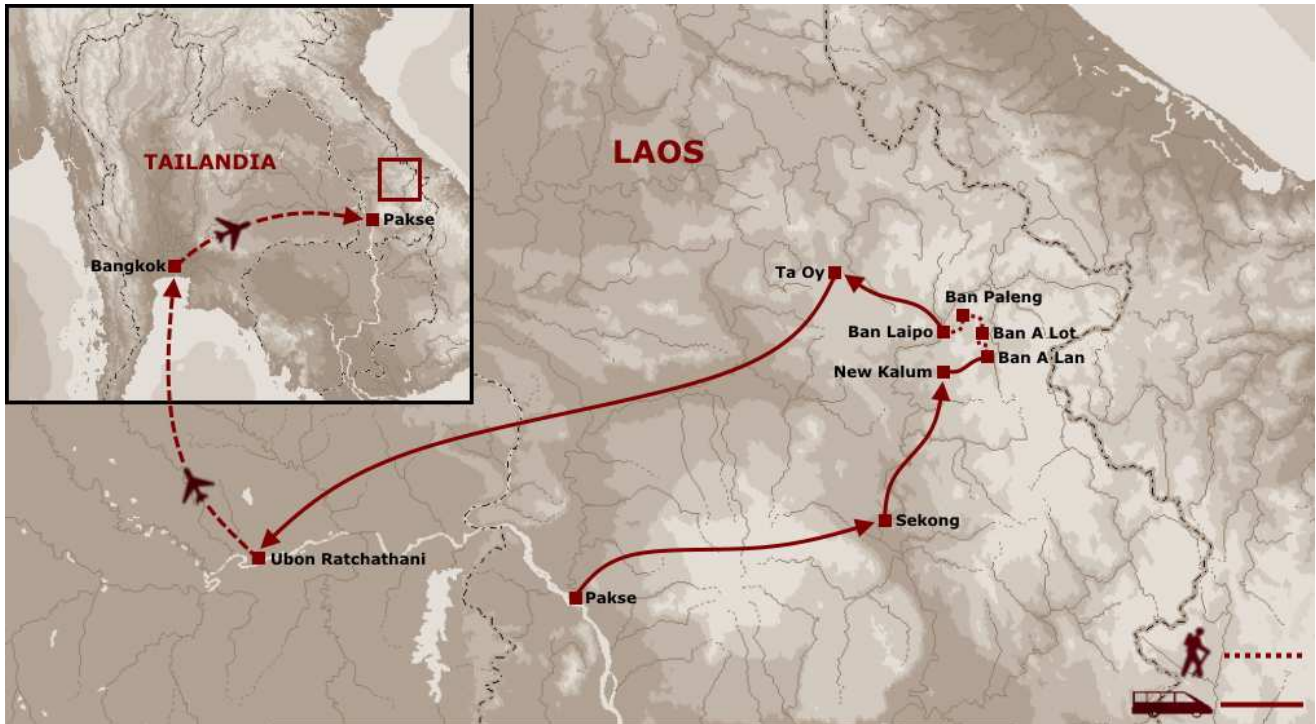 TAILANDIA
Pakse
Bangkok
LAOS
Ta Oy
Ban Paleng
Ban Laipo
Ban A Lot
Ban A Lan
New Kalum
Sekong
Ubon Ratchathani
Pakse